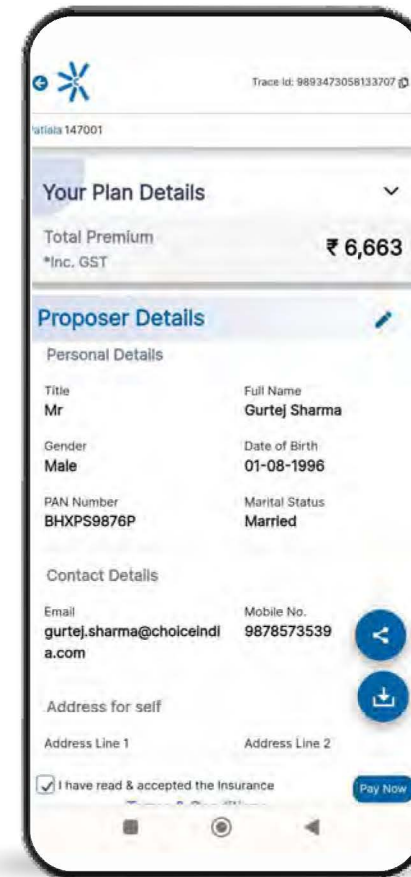 Trace Id: 9893473058133707
Patiala 147001
Your Plan Details
Total Premium
*Inc. GST
₹ 6,663
Proposer Details
Personal Details
Title Full Name
Mr Gurtej Sharma
Gender Date of Birth
Male 01-08-1996
PAN Number Marital Status
BHXPS9876P Married
Contact Details
Email Mobile No.
gurtej.sharma@choiceindi 9878573539
a.com
Address for self
Address Line 1 Address Line 2
I have read & accepted the Insurance Pay Now